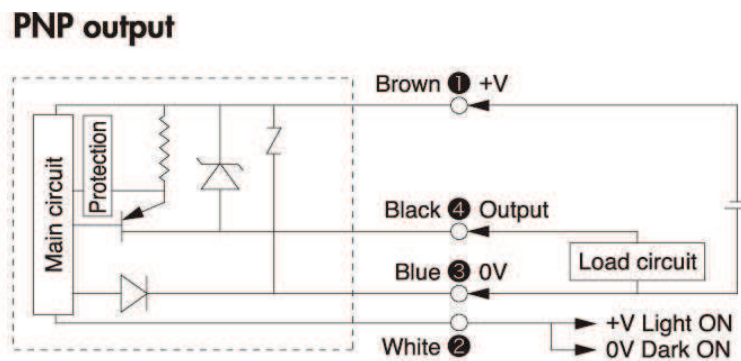 PNP output
Brown ❶ +V
Main circuit
Protection
Black ❹ Output
Blue ❸ 0V
Load circuit
White ❷
+V Light ON
0V Dark ON